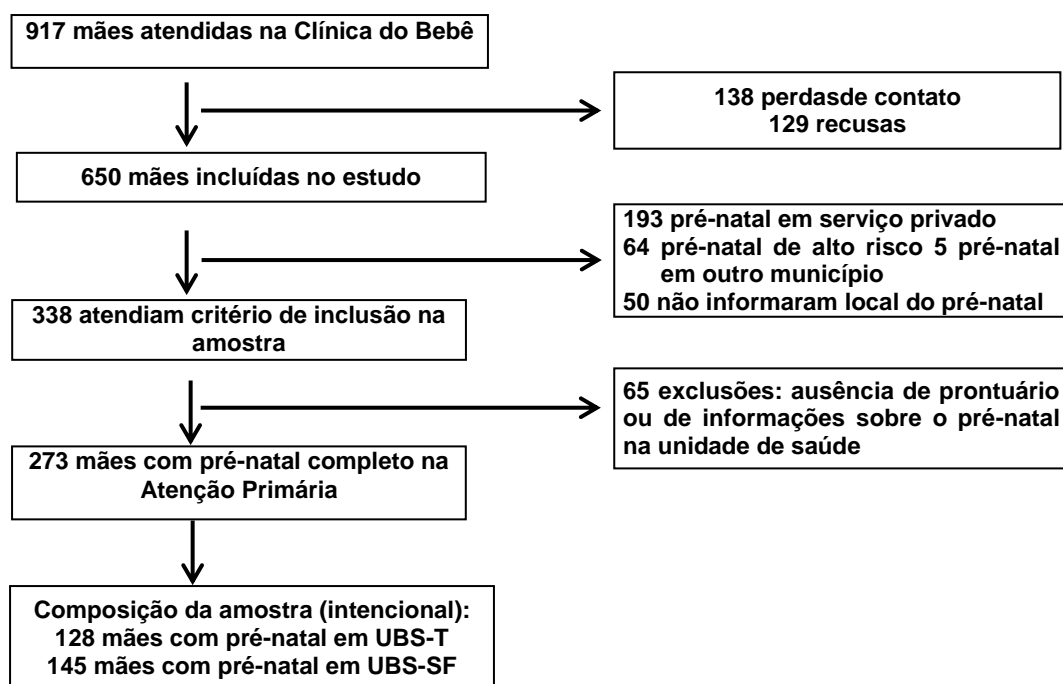 917 mães atendidas na Clínica do Bebê
138 perdasde contato
129 recusas
650 mães incluídas no estudo
193 pré-natal em serviço privado
64 pré-natal de alto risco 5 pré-natal
em outro município
50 não informaram local do pré-natal
338 atendiam critério de inclusão na
amostra
65 exclusões: ausência de prontuário
ou de informações sobre o pré-natal
na unidade de saúde
273 mães com pré-natal completo na
Atenção Primária
Composição da amostra (intencional):
128 mães com pré-natal em UBS-T
145 mães com pré-natal em UBS-SF